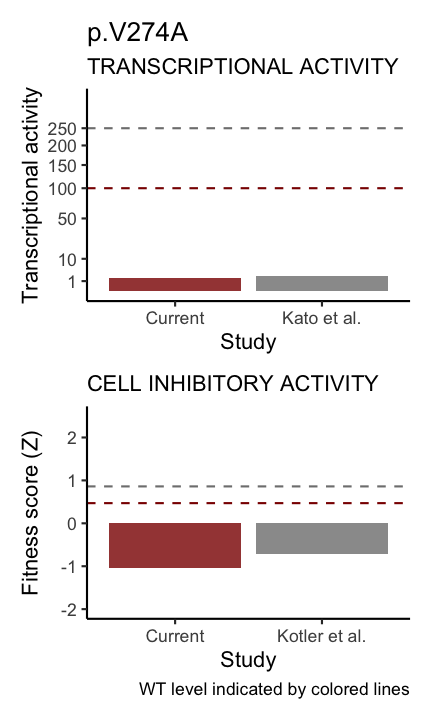 p.V274A
TRANSCRIPTIONAL ACTIVITY
Transcriptional activity
250
200
150
100
50
10
1
Current
Kato et al.
Study
CELL INHIBITORY ACTIVITY
Fitness score (Z)
2
1
0
-1
-2
Current
Kotler et al.
Study
WT level indicated by colored lines